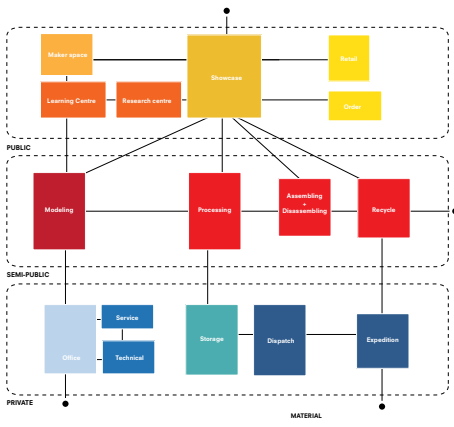 Maker space
Showcase
Retail
Learning Centre
Research centre
Order
PUBLIC
Modeling
Processing
Assembling
+
Disassembling
Recycle
SEMI-PUBLIC
Service
Office
Technical
Storage
Dispatch
Expedition
PRIVATE
MATERIAL